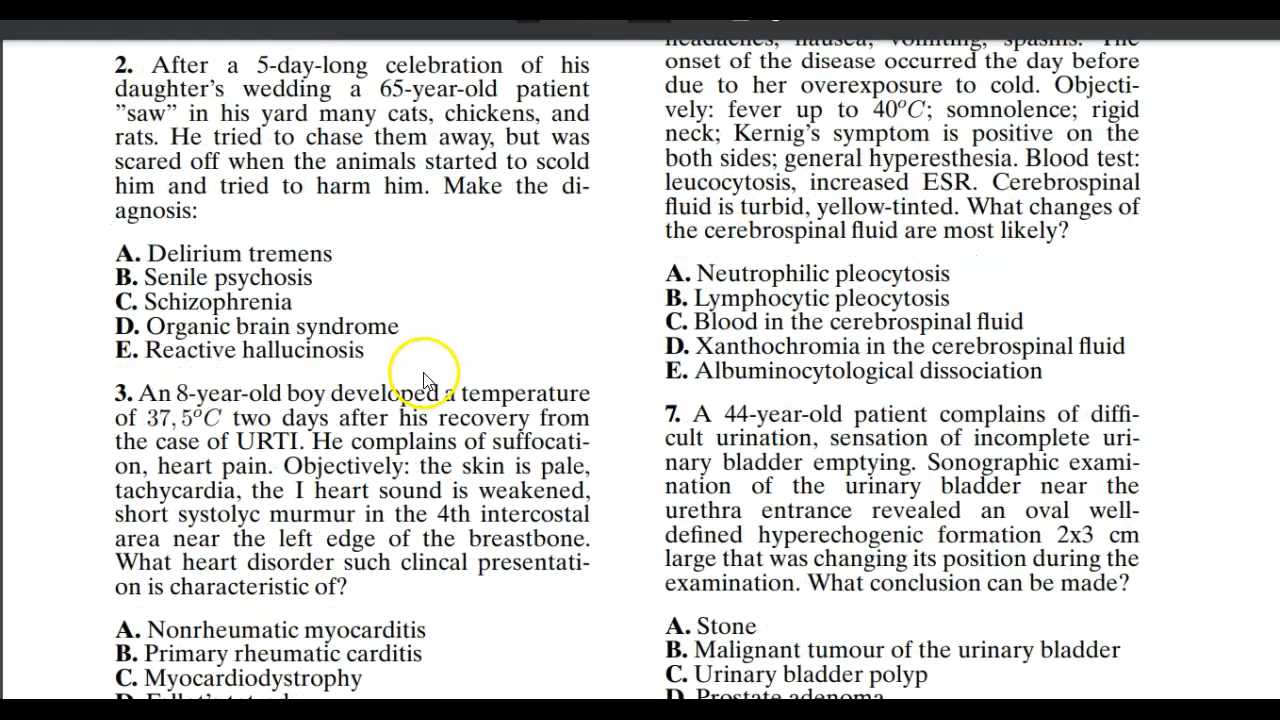 2. After a 5-day-long celebration of his
daughter's wedding a 65-year-old patient
"saw" in his yard many cats, chickens, and
rats. He tried to chase them away, but was
scared off when the animals started to scold
him and tried to harm him. Make the di-
agnosis:
A. Delirium tremens
B. Senile psychosis
C. Schizophrenia
D. Organic brain syndrome
E. Reactive hallucinosis
3. An 8-year-old boy developed a temperature
of 37,5°C two days after his recovery from
the case of URTI. He complains of suffocati-
on, heart pain. Objectively: the skin is pale,
tachycardia, the I heart sound is weakened,
short systolyc murmur in the 4th intercostal
area near the left edge of the breastbone.
What heart disorder such clincal presentati-
on is characteristic of?
A. Nonrheumatic myocarditis
B. Primary rheumatic carditis
C. Myocardiodystrophy
headaches, nausea, vomiting, spasms. The
onset of the disease occurred the day before
due to her overexposure to cold. Objecti-
vely: fever up to 40°C; somnolence; rigid
neck; Kernig's symptom is positive on the
both sides; general hyperesthesia. Blood test:
leucocytosis, increased ESR. Cerebrospinal
fluid is turbid, yellow-tinted. What changes of
the cerebrospinal fluid are most likely?
A. Neutrophilic pleocytosis
B. Lymphocytic pleocytosis
C. Blood in the cerebrospinal fluid
D. Xanthochromia in the cerebrospinal fluid
E. Albuminocytological dissociation
7. A 44-year-old patient complains of diffi-
cult urination, sensation of incomplete uri-
nary bladder emptying. Sonographic exami-
nation of the urinary bladder near the
urethra entrance revealed an oval well-
defined hyperechogenic formation 2x3 cm
large that was changing its position during the
examination. What conclusion can be made?
A. Stone
B. Malignant tumour of the urinary bladder
C. Urinary bladder polyp
D. Prostate adenoma